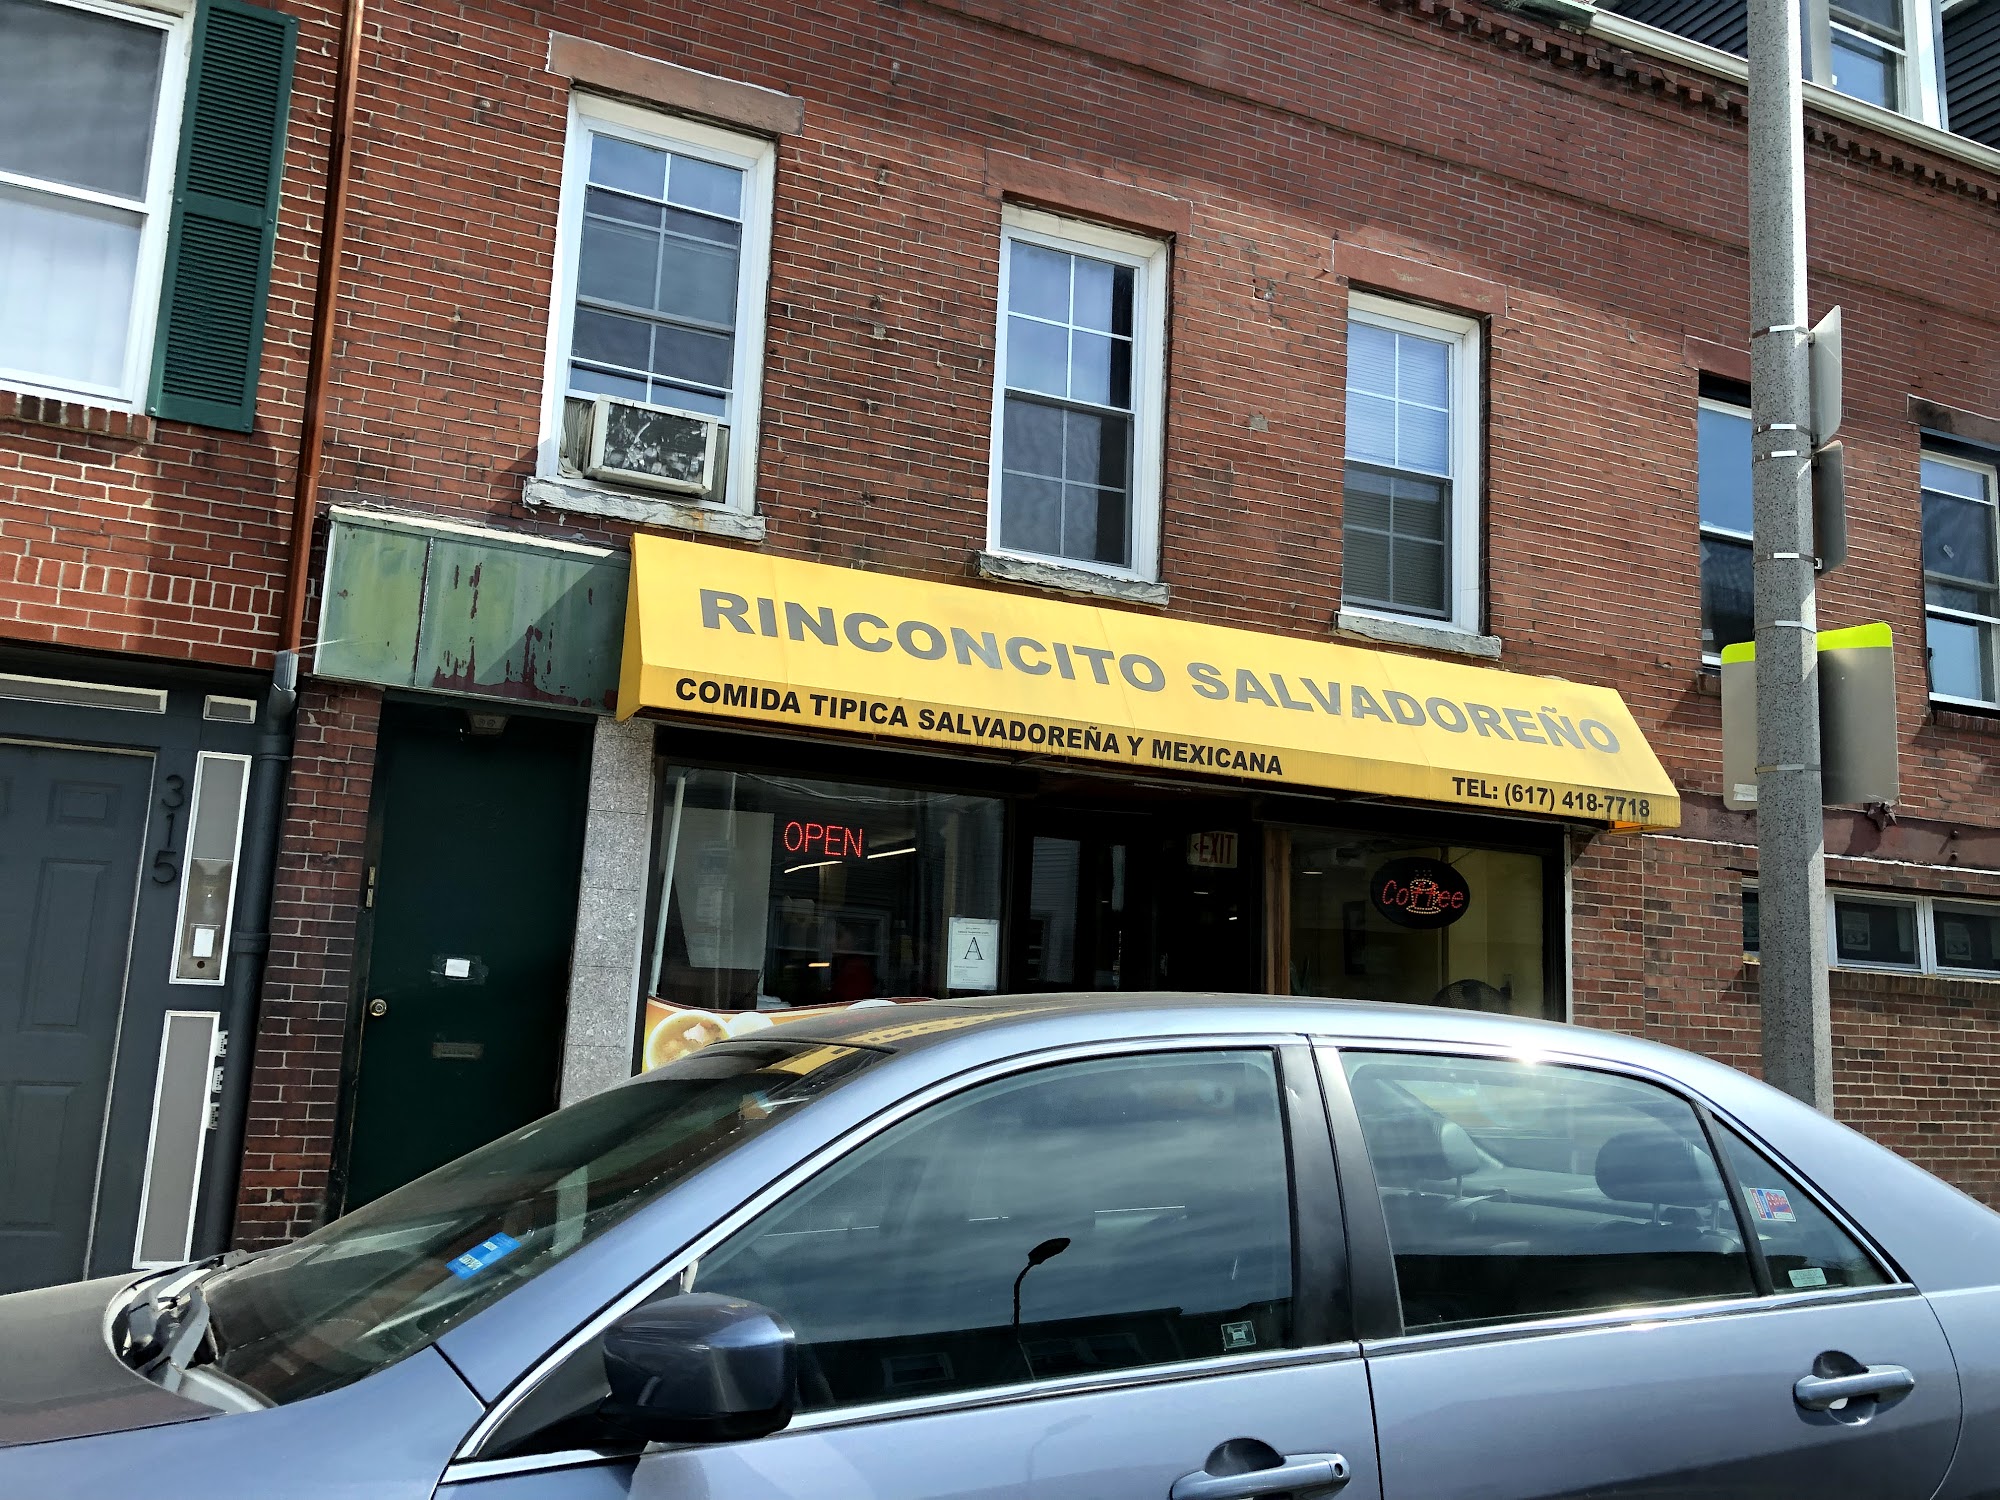 RINCONCITO SALVADOREÑO
COMIDA TIPICA SALVADOREÑA Y MEXICANA
TEL: (617) 418-7718
315
OPEN
EXIT
Coffee
A